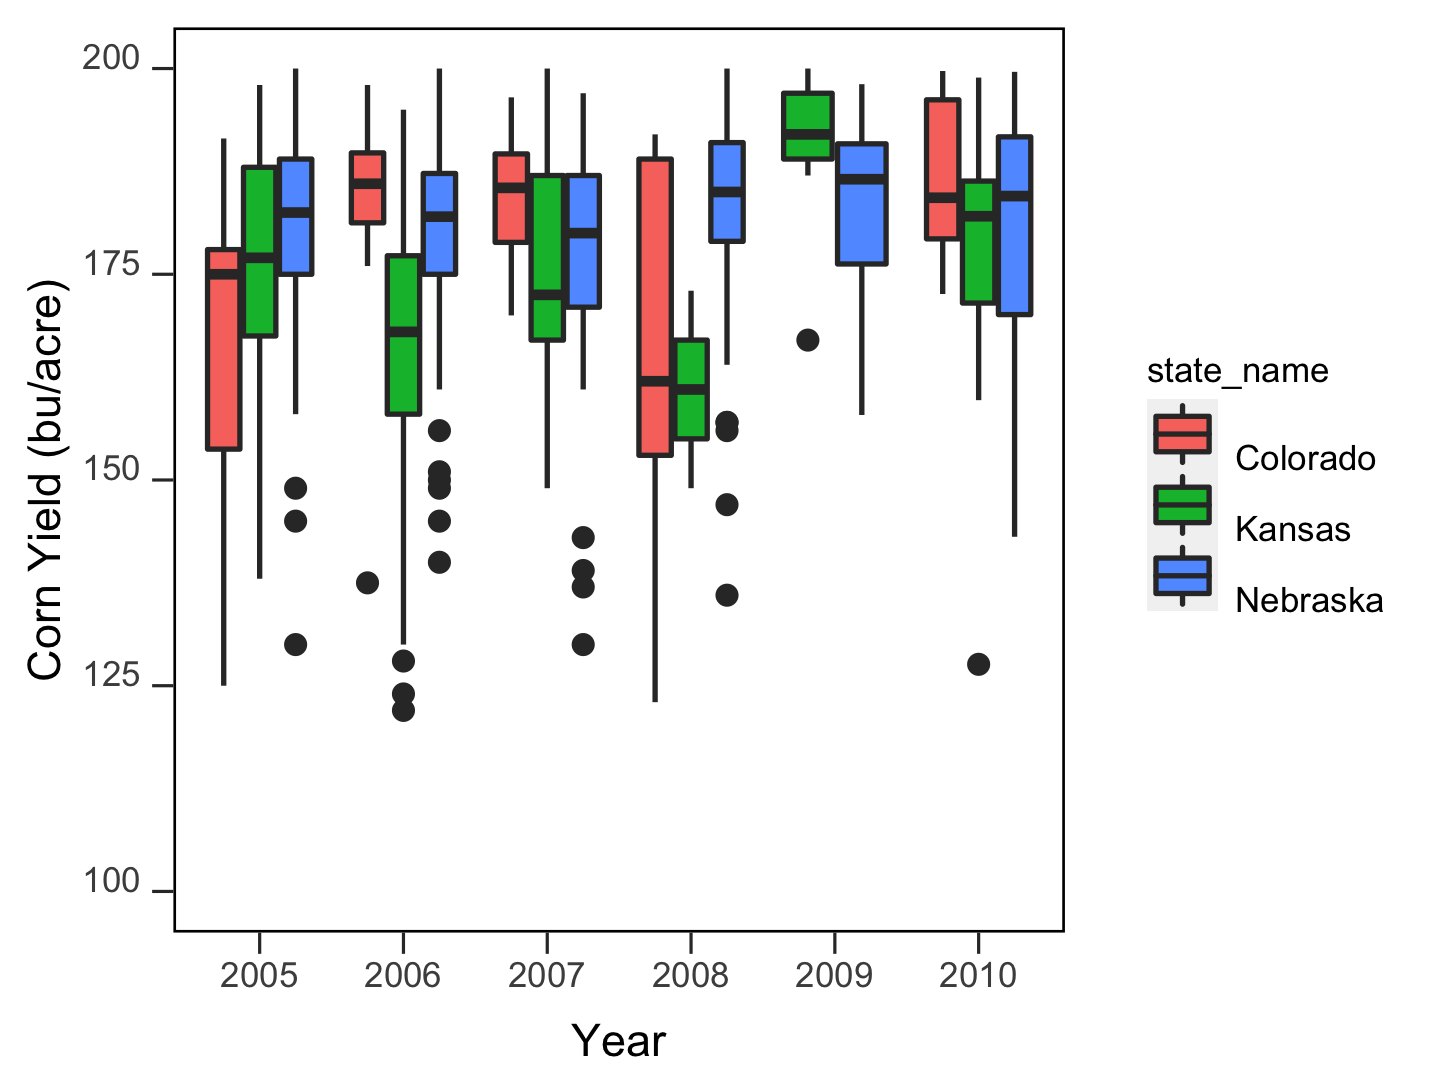 Corn Yield (bu/acre)
200
175
150
125
100
2005 2006 2007 2008 2009 2010
Year
state_name
Colorado
Kansas
Nebraska